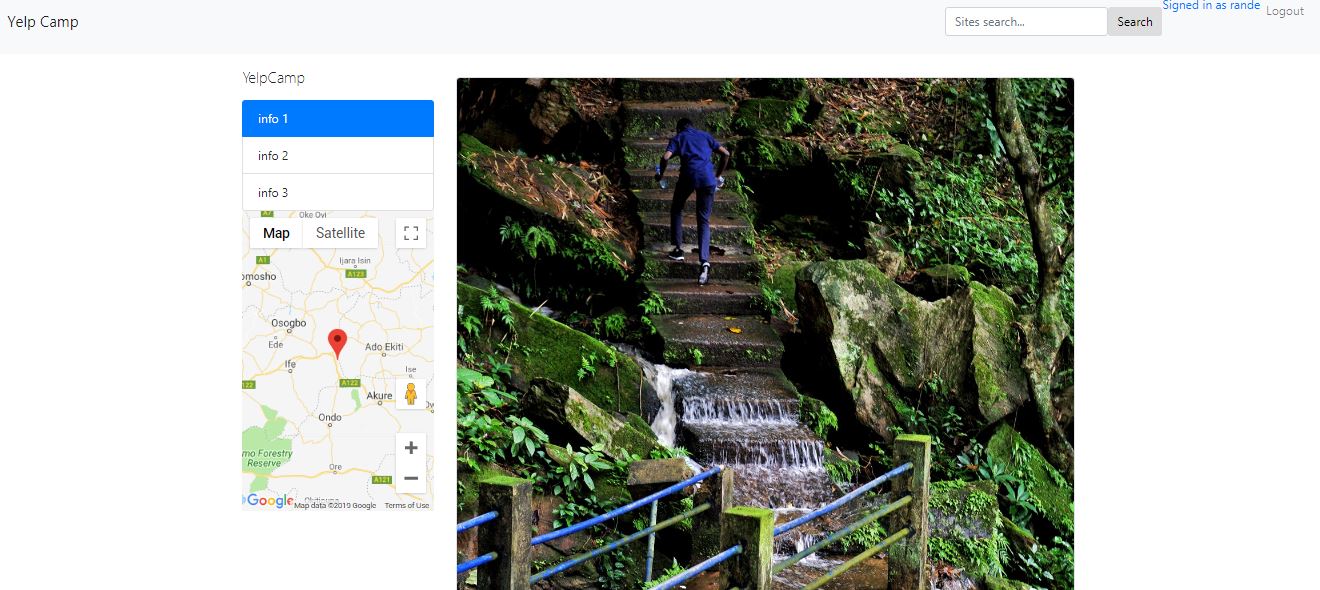 Yelp Camp
Sites search...
Search
Signed in as rande
Logout
YelpCamp
info 1
info 2
info 3
A7
Oke Ovi
Map
Satellite
A1
Ijara Isin
A123
omosho
Osogbo
Ede
Ado Ekiti
Ife
Ise
A122
Akure
Ondo
mo Forestry
Reserve
Ore
A121
Google
Map data ©2019 Google
Terms of Use